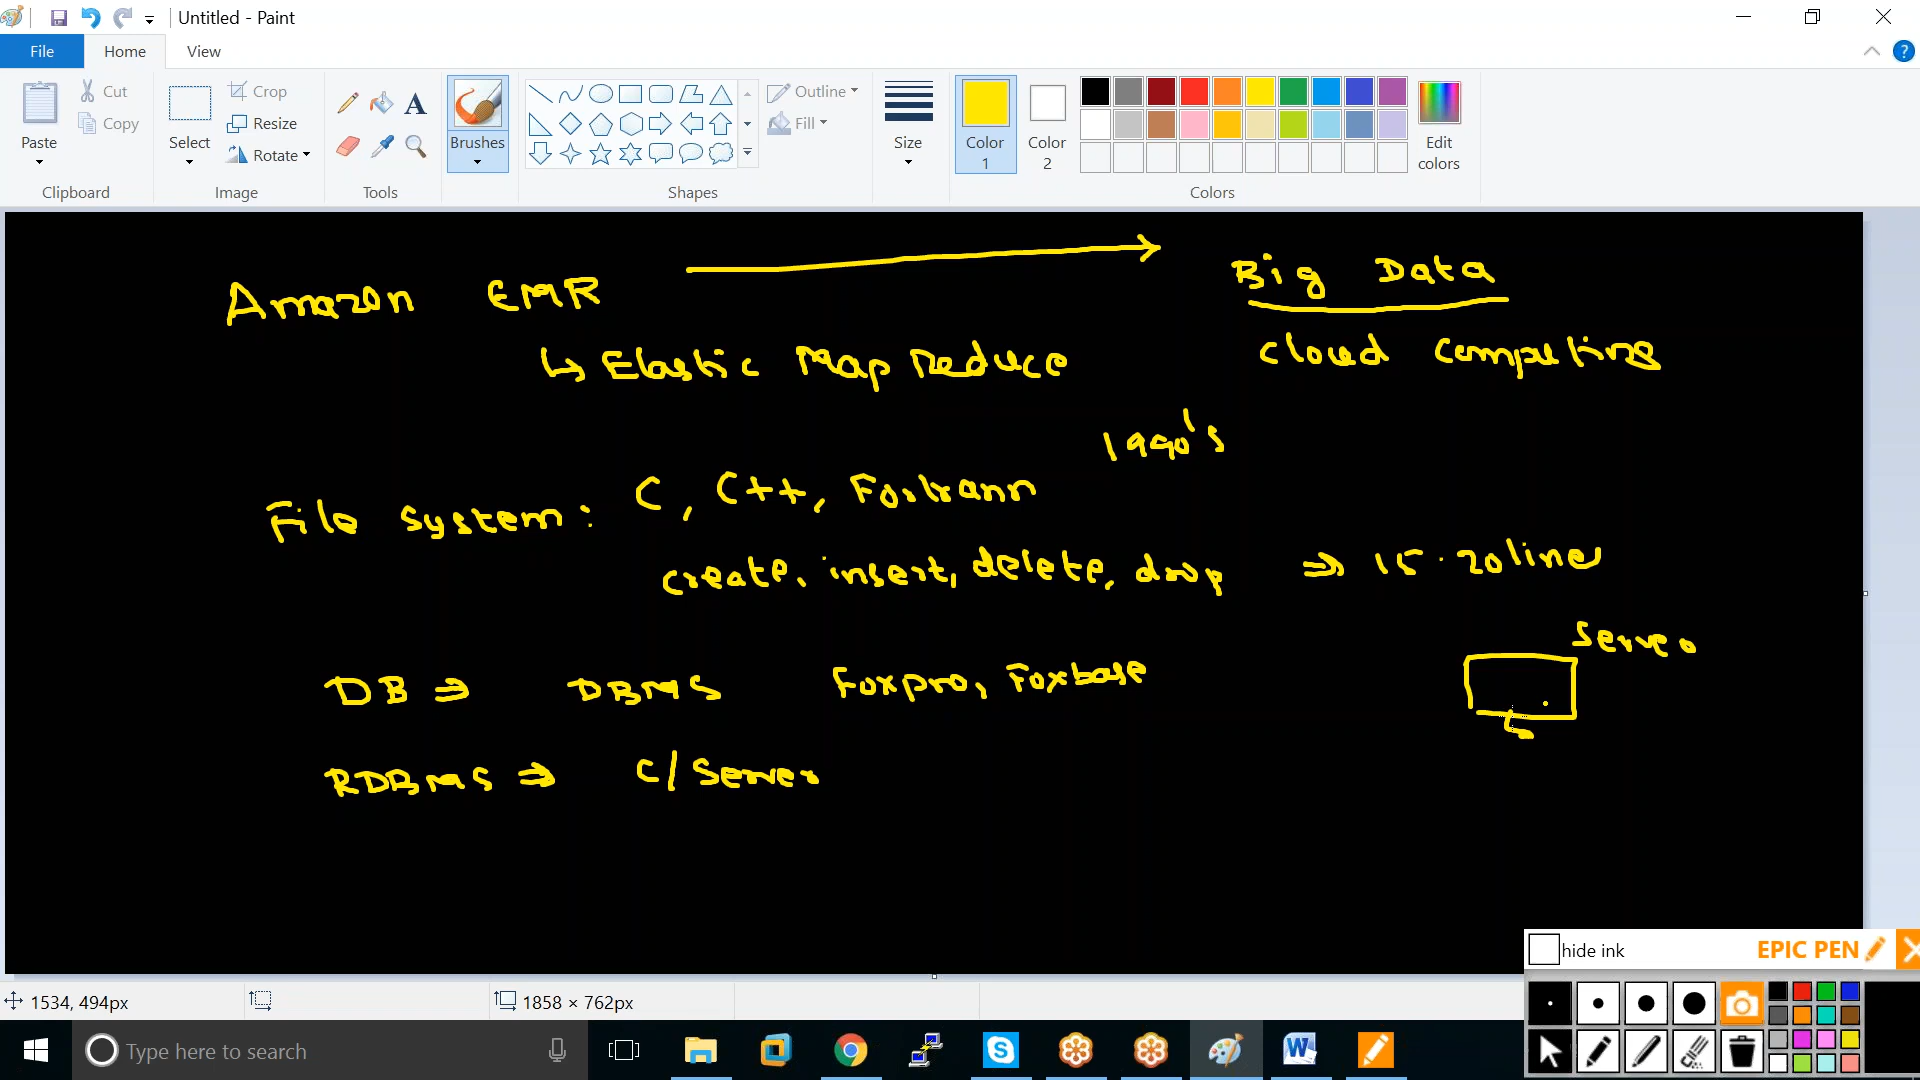 Untitled - Paint
File Home View
Paste
Cut
Copy
Clipboard
Select
Crop
Resize
Rotate
Image
Tools
Brushes
Outline
Fill
Shapes
Size
Color 1
Color 2
Edit colors
Colors
Amazon EMR
Big Data
↳ Elastic Map Reduce
cloud computing
1990's
File system: C, C++, Fortrann
create, insert, delete, drop ⇒ 15-20line
Server
DB ⇒ DBMS Foxpro, Foxbase
RDBMS ⇒ C/Server
hide ink EPIC PEN
1534, 494px
1858 × 762px
Type here to search